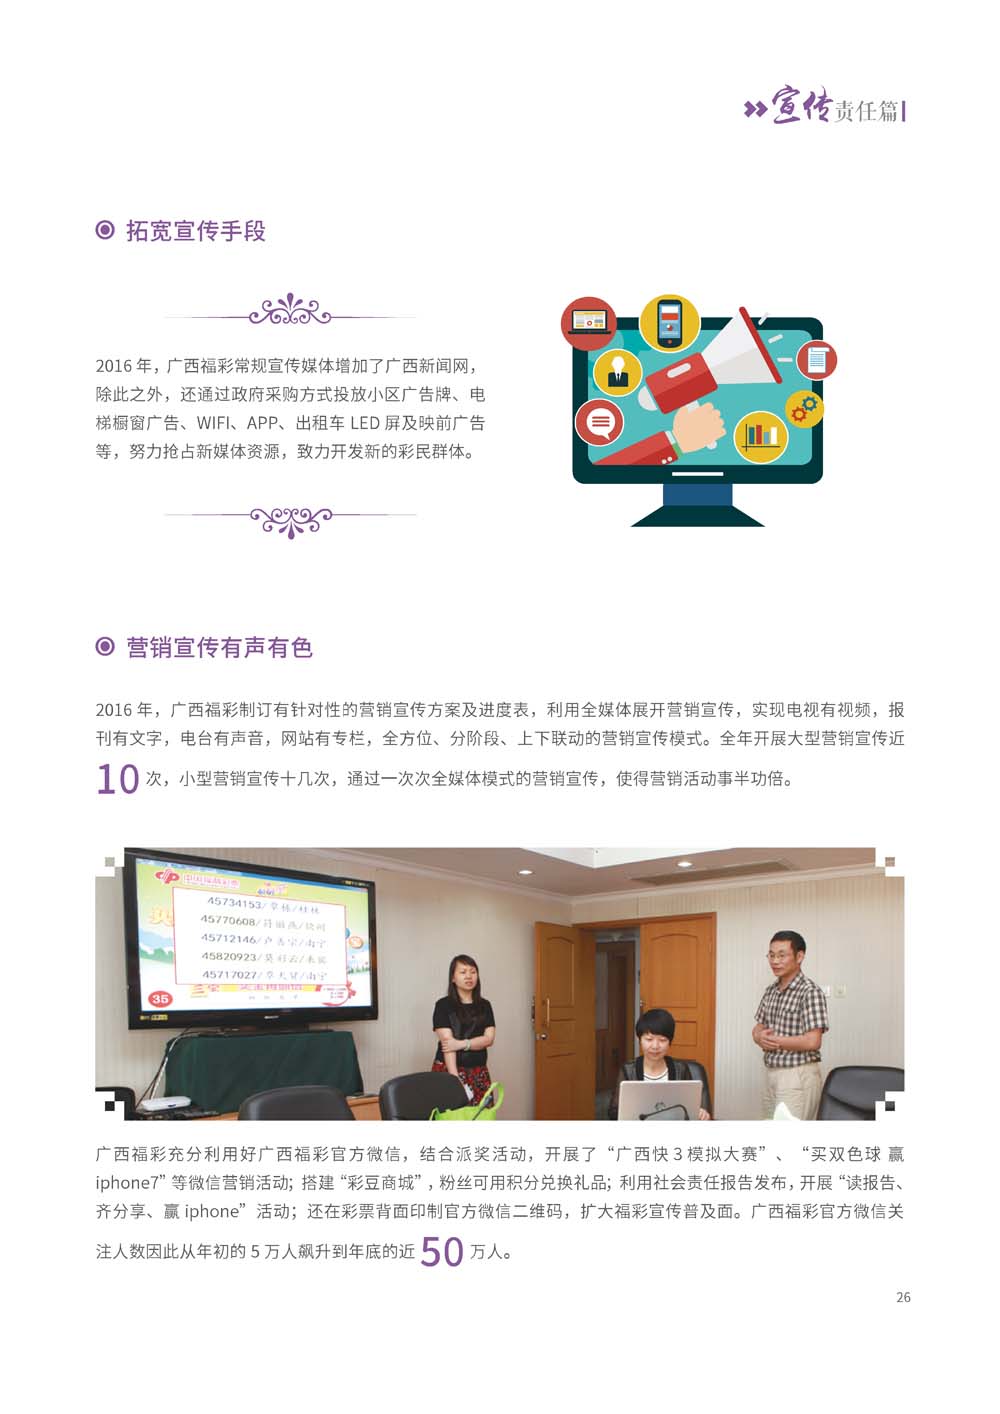 宣传责任篇
拓宽宣传手段
2016 年，广西福彩常规宣传媒体增加了广西新闻网，
除此之外，还通过政府采购方式投放小区广告牌、电
梯橱窗广告、WIFI、APP、出租车 LED 屏及映前广告
等，努力抢占新媒体资源，致力开发新的彩民群体。
营销宣传有声有色
2016 年，广西福彩制订有针对性的营销宣传方案及进度表，利用全媒体展开营销宣传，实现电视有视频，报
刊有文字，电台有声音，网站有专栏，全方位、分阶段、上下联动的营销宣传模式。全年开展大型营销宣传近
10 次，小型营销宣传十几次，通过一次次全媒体模式的营销宣传，使得营销活动事半功倍。
中国福利彩票
45734153/韦栋/桂林
45770608/
45712146/
45820923/
45717027/
35
广西福彩充分利用好广西福彩官方微信，结合派奖活动，开展了“广西快 3 模拟大赛”、“买双色球 赢
iphone7”等微信营销活动；搭建“彩豆商城”，粉丝可用积分兑换礼品；利用社会责任报告发布，开展“读报告、
齐分享、赢 iphone”活动；还在彩票背面印制官方微信二维码，扩大福彩宣传普及面。广西福彩官方微信关
注人数因此从年初的 5 万人飙升到年底的近 50 万人。
26